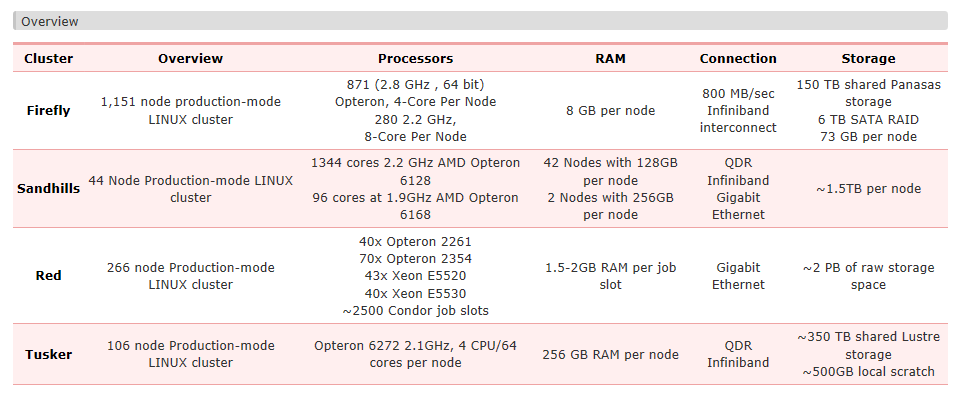 Overview
Cluster Overview Processors RAM Connection Storage
Firefly
1,151 node production-mode
LINUX cluster
871 (2.8 GHz , 64 bit)
Opteron, 4-Core Per Node
280 2.2 GHz,
8-Core Per Node
8 GB per node
800 MB/sec
Infiniband
interconnect
150 TB shared Panasas
storage
6 TB SATA RAID
73 GB per node
Sandhills
44 Node Production-mode LINUX
cluster
1344 cores 2.2 GHz AMD Opteron
6128
96 cores at 1.9GHz AMD Opteron
6168
42 Nodes with 128GB
per node
2 Nodes with 256GB
per node
QDR
Infiniband
Gigabit
Ethernet
~1.5TB per node
Red
266 node Production-mode
LINUX cluster
40x Opteron 2261
70x Opteron 2354
43x Xeon E5520
40x Xeon E5530
~2500 Condor job slots
1.5-2GB RAM per job
slot
Gigabit
Ethernet
~2 PB of raw storage
space
Tusker
106 node Production-mode
LINUX cluster
Opteron 6272 2.1GHz, 4 CPU/64
cores per node
256 GB RAM per node
QDR
Infiniband
~350 TB shared Lustre
storage
~500GB local scratch